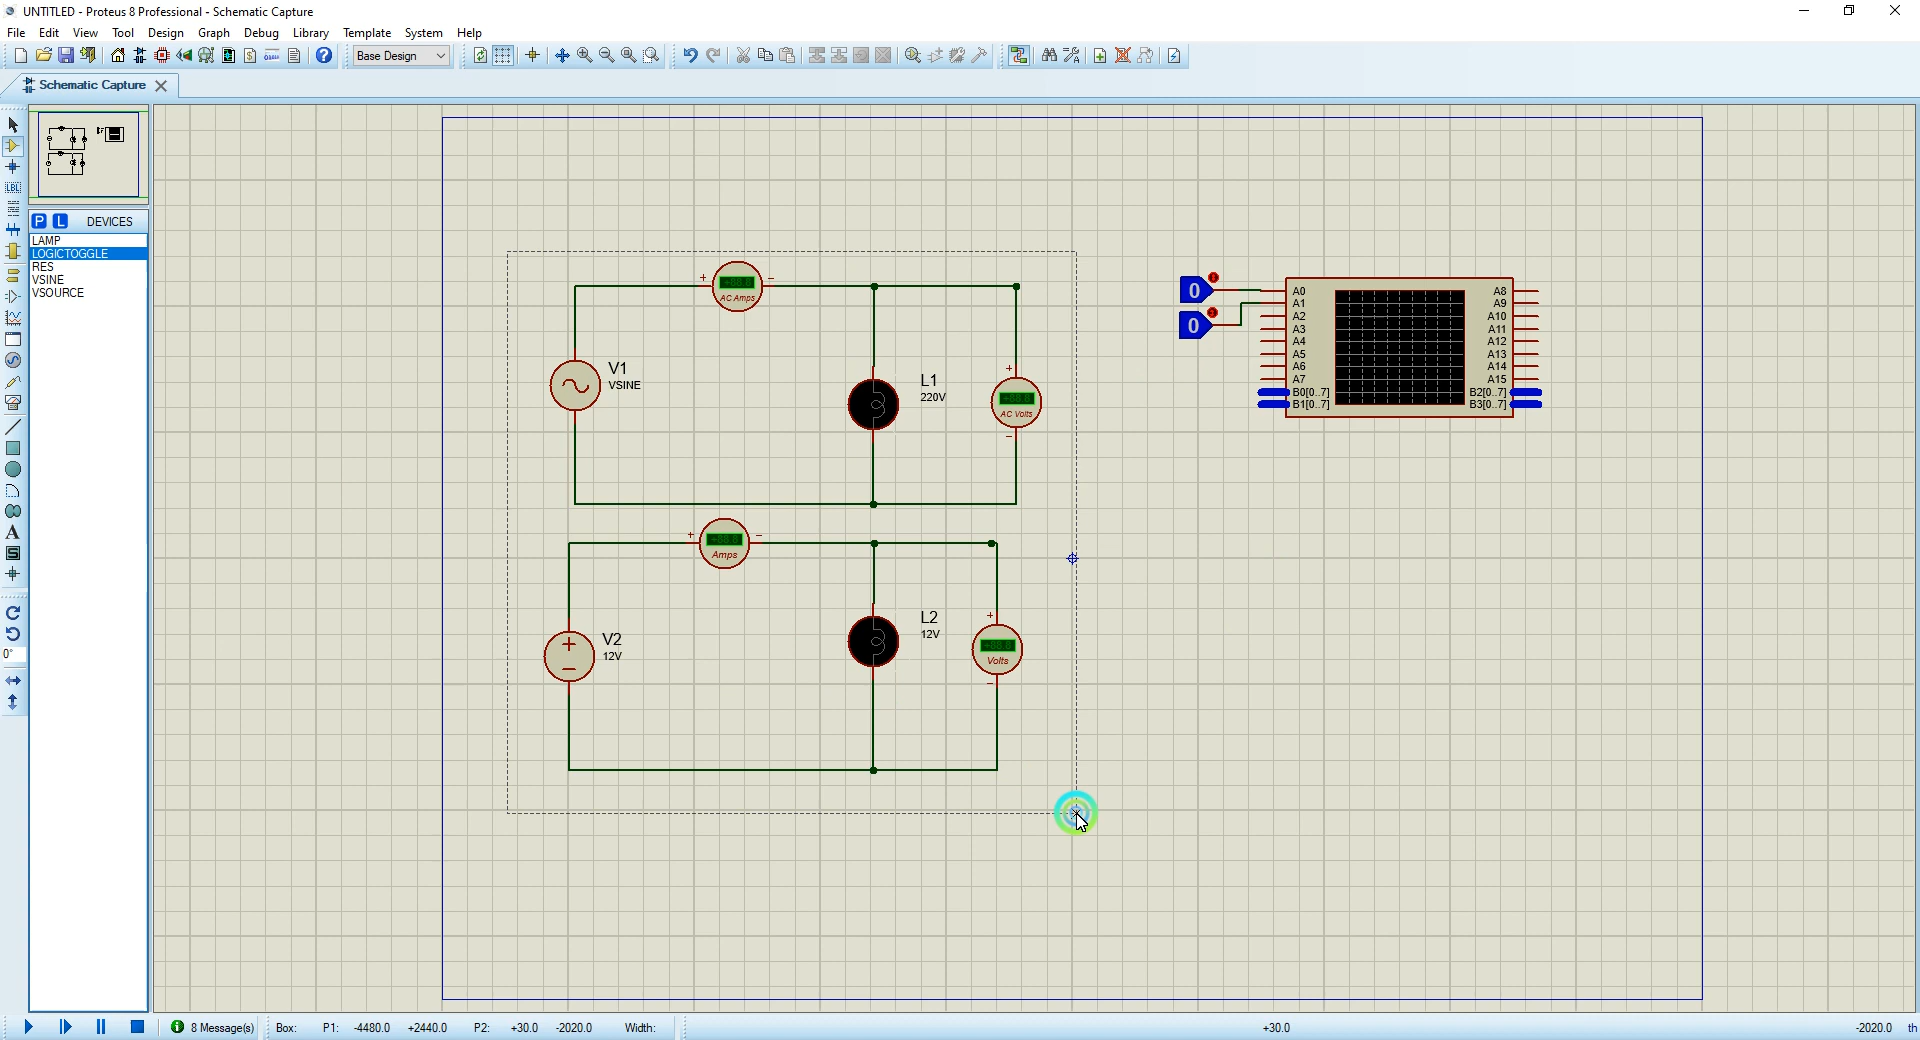 UNTITLED - Proteus 8 Professional - Schematic Capture
File Edit View Tool Design Graph Debug Library Template System Help
Base Design
Schematic Capture
P L DEVICES
LAMP
LOGICTOGGLE
RES
VSINE
VSOURCE
LBL
A
S
0°
+ -
AC Amps
V1
VSINE
L1
220V
+
AC Volts
-
+ -
Amps
V2
12V
L2
12V
+
Volts
-
0
0
A0 A8
A1 A9
A2 A10
A3 A11
A4 A12
A5 A13
A6 A14
A7 A15
B0[0..7] B2[0..7]
B1[0..7] B3[0..7]
8 Message(s) Box: P1: -4480.0 +2440.0 P2: +30.0 -2020.0 Width: +30.0 -2020.0 th